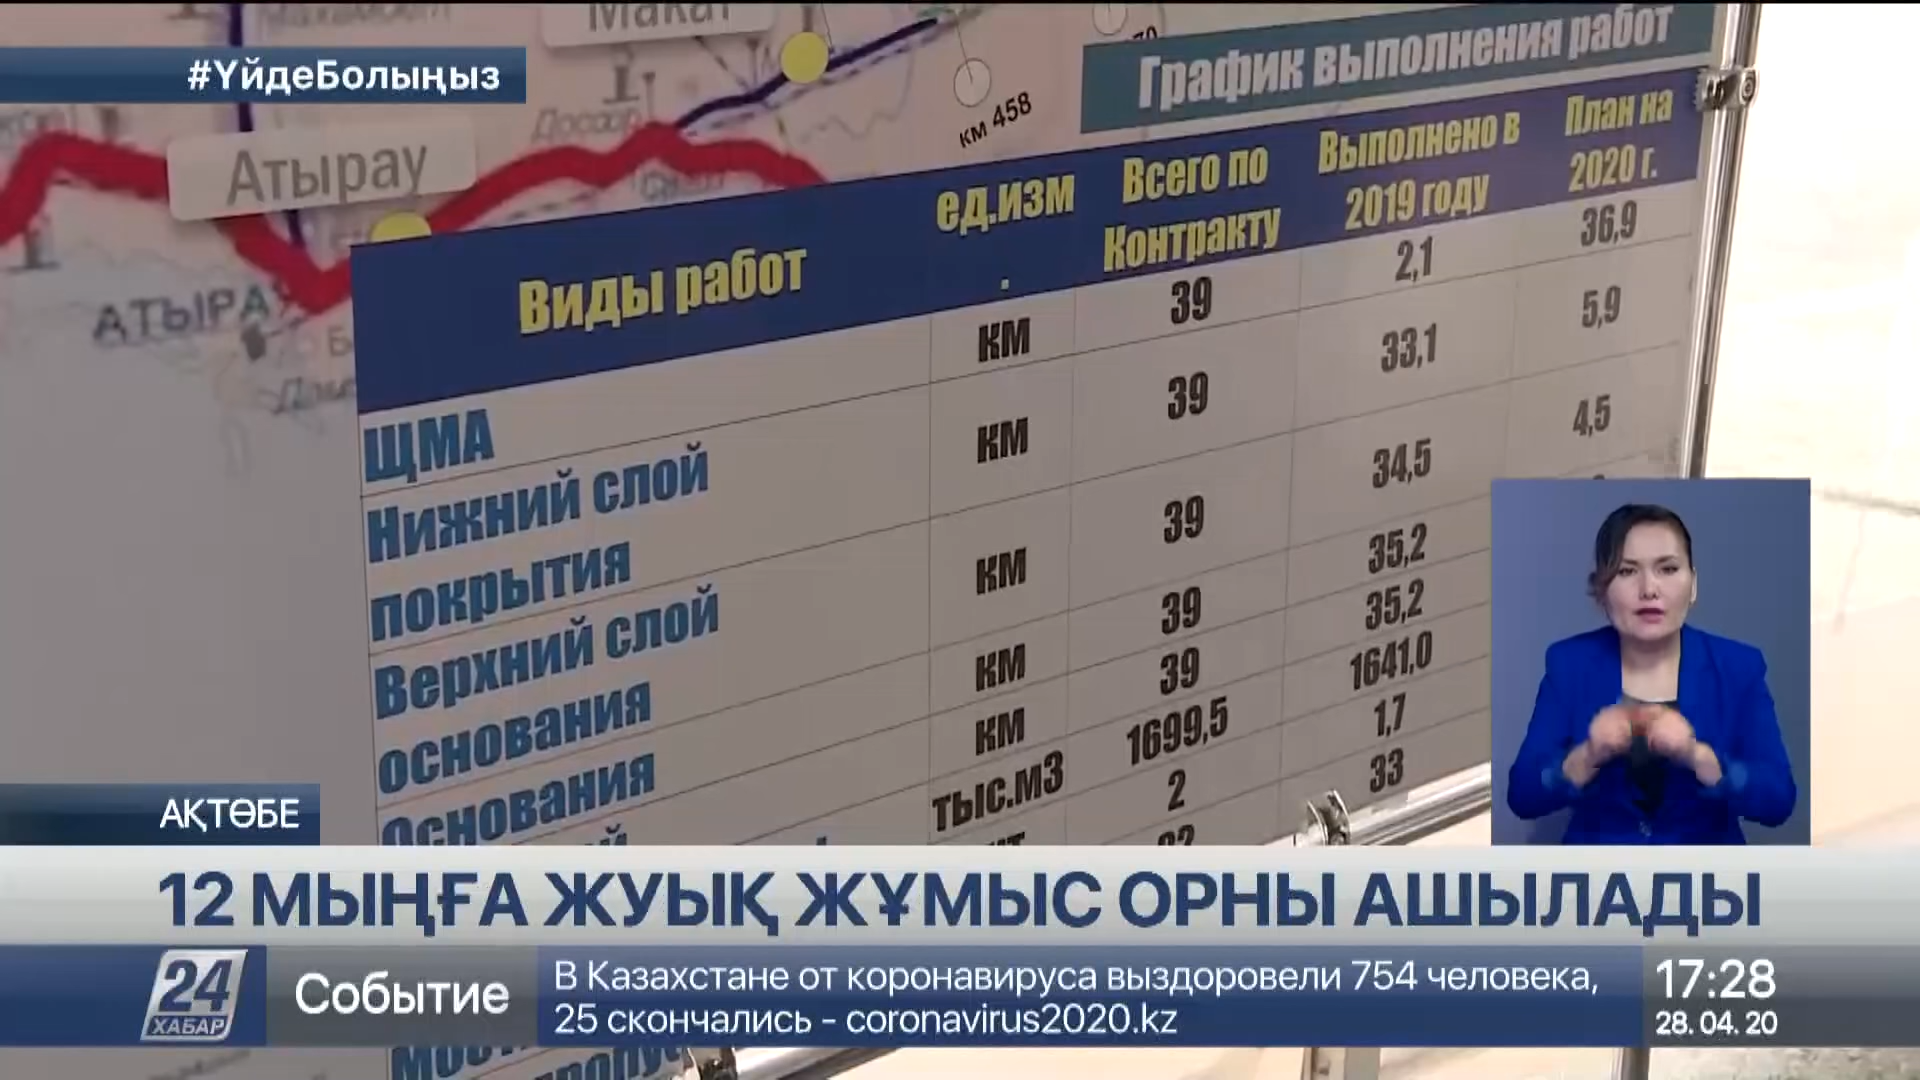 Макат
#ҮйдеБолыңыз
Атырау
Доссор
км 458
70
АТЫРАУ
График выполнения работ
Виды работ
ед.изм
.
Всего по
Контракту
Выполнено в
2019 году
План на
2020 г.
ЩМА
км
39
2,1
36,9
Нижний слой
покрытия
км
39
33,1
5,9
Верхний слой
основания
км
39
34,5
4,5
Основания
км
39
35,2
км
39
35,2
тыс.м3
1699,5
1641,0
2
1,7
33
АҚТӨБЕ
12 МЫҢҒА ЖУЫҚ ЖҰМЫС ОРНЫ АШЫЛАДЫ
24
ХАБАР
Событие
В Казахстане от коронавируса выздоровели 754 человека,
25 скончались - coronavirus2020.kz
17:28
28. 04. 20